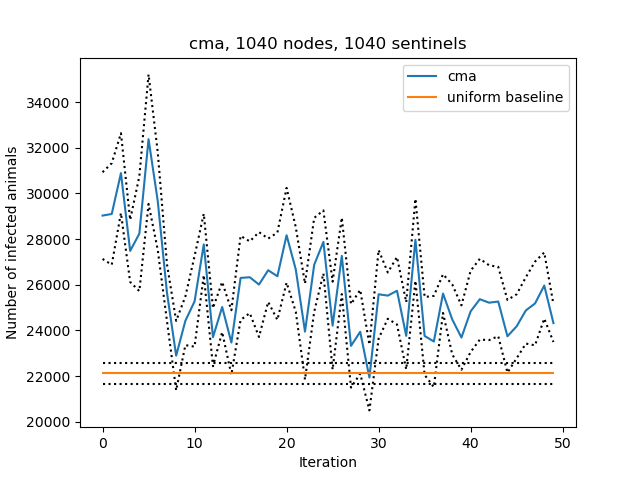 cma, 1040 nodes, 1040 sentinels
cma
uniform baseline
34000
32000
30000
28000
26000
24000
22000
20000
Number of infected animals
0 10 20 30 40 50
Iteration